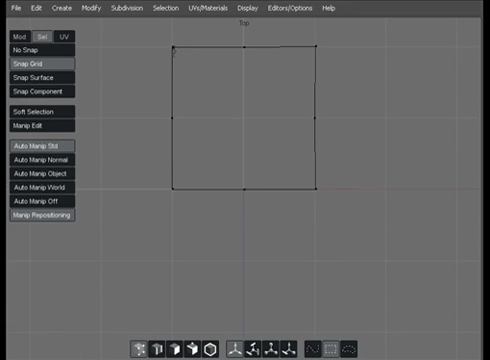 File Edit Create Modify Subdivision Selection UVs/Materials Display Editors/Options Help
Top
Mod Sel UV
No Snap
Snap Grid
Snap Surface
Snap Component
Soft Selection
Manip Edit
Auto Manip Std
Auto Manip Normal
Auto Manip Object
Auto Manip World
Auto Manip Off
Manip Repositioning